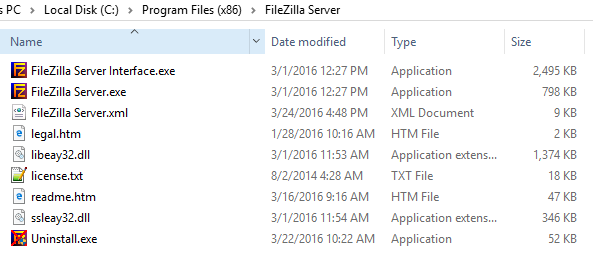 s PC > Local Disk (C:) > Program Files (x86) > FileZilla Server
Name Date modified Type Size
FileZilla Server Interface.exe 3/1/2016 12:27 PM Application 2,495 KB
FileZilla Server.exe 3/1/2016 12:27 PM Application 798 KB
FileZilla Server.xml 3/24/2016 4:48 PM XML Document 9 KB
legal.htm 1/28/2016 10:16 AM HTM File 2 KB
libeay32.dll 3/1/2016 11:53 AM Application extens... 1,374 KB
license.txt 8/2/2014 4:28 AM TXT File 18 KB
readme.htm 3/16/2016 9:16 AM HTM File 47 KB
ssleay32.dll 3/1/2016 11:54 AM Application extens... 346 KB
Uninstall.exe 3/22/2016 10:22 AM Application 52 KB